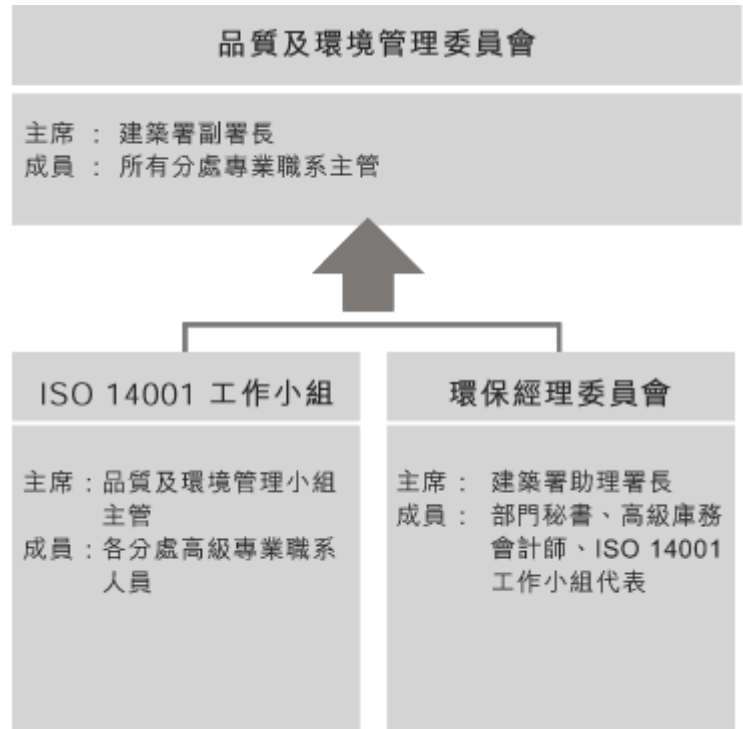 品質及環境管理委員會
主席 ： 建築署副署長
成員 ： 所有分處專業職系主管
ISO 14001 工作小組
主席：品質及環境管理小組
主管
成員：各分處高級專業職系
人員
環保經理委員會
主席： 建築署助理署長
成員： 部門秘書、高級庫務
會計師、ISO 14001
工作小組代表